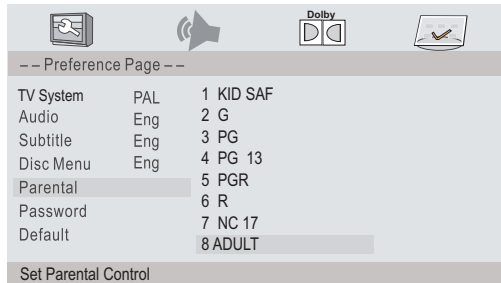 Dolby
– – Preference Page – –
TV System PAL 1 KID SAF
Audio Eng 2 G
Subtitle Eng 3 PG
Disc Menu Eng 4 PG 13
Parental 5 PGR
Password 6 R
Default 7 NC 17
8 ADULT
Set Parental Control